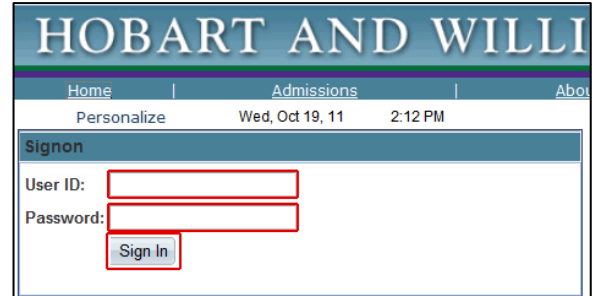 HOBART AND WILLI
Home | Admissions | Abou
Personalize Wed, Oct 19, 11 2:12 PM
Signon
User ID:
Password:
Sign In